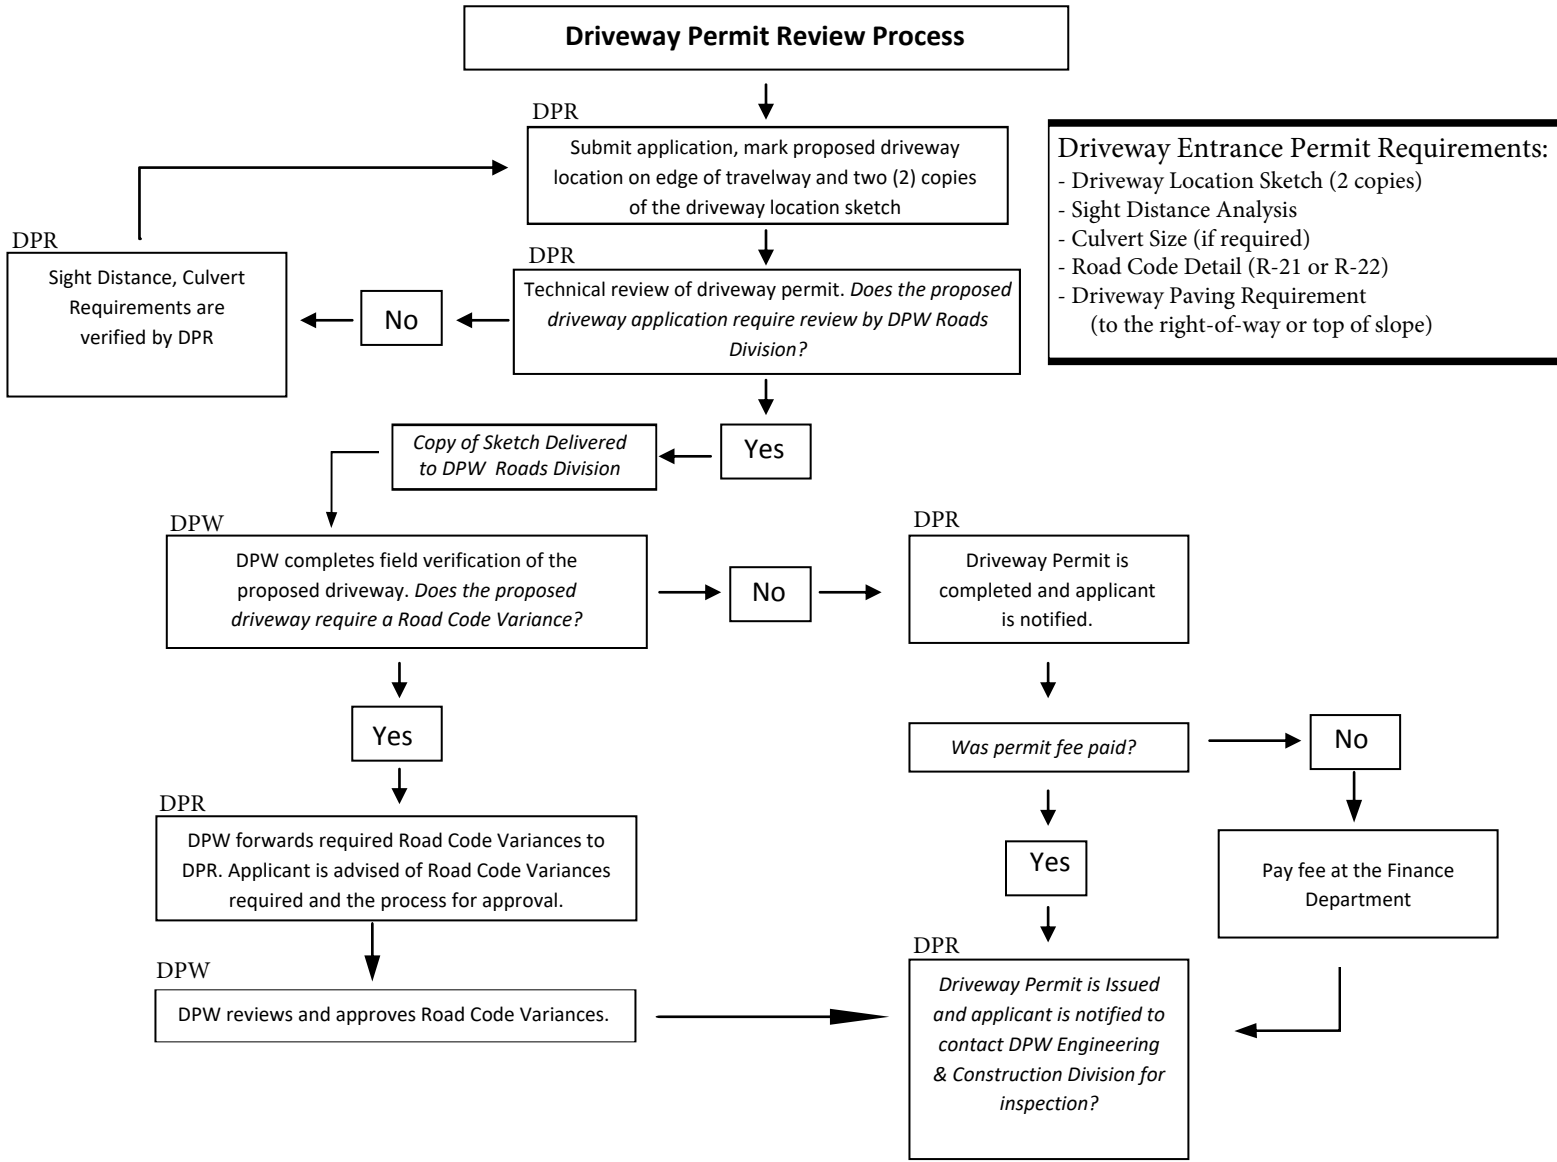 Driveway Permit Review Process
DPR
Submit application, mark proposed driveway
location on edge of travelway and two (2) copies
of the driveway location sketch
Driveway Entrance Permit Requirements:
- Driveway Location Sketch (2 copies)
- Sight Distance Analysis
- Culvert Size (if required)
- Road Code Detail (R-21 or R-22)
- Driveway Paving Requirement
(to the right-of-way or top of slope)
DPR
Sight Distance, Culvert
Requirements are
verified by DPR
No
DPR
Technical review of driveway permit. Does the proposed
driveway application require review by DPW Roads
Division?
Yes
Copy of Sketch Delivered
to DPW Roads Division
DPW
DPW completes field verification of the
proposed driveway. Does the proposed
driveway require a Road Code Variance?
No
DPR
Driveway Permit is
completed and applicant
is notified.
Yes
Was permit fee paid?
No
DPR
DPW forwards required Road Code Variances to
DPR. Applicant is advised of Road Code Variances
required and the process for approval.
Yes
Pay fee at the Finance
Department
DPW
DPW reviews and approves Road Code Variances.
DPR
Driveway Permit is Issued
and applicant is notified to
contact DPW Engineering
& Construction Division for
inspection?